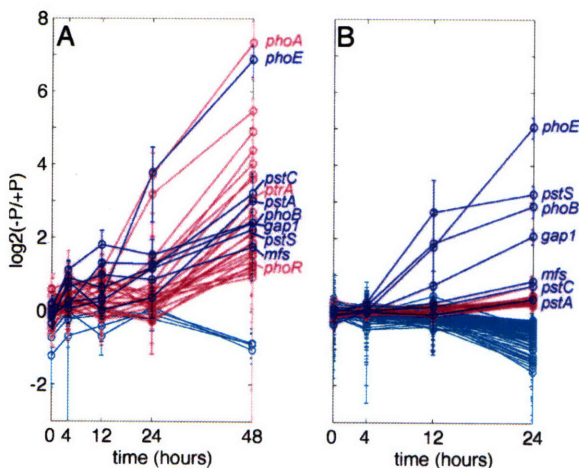 A
B
log2(-P/+P)
8
6
4
2
0
-2
phoA
phoE
pstC
ptrA
pstA
phoB
gap1
pstS
mfs
phoR
phoE
pstS
phoB
gap1
mfs
pstC
pstA
0 4 12 24 48
0 4 12 24
time (hours)
time (hours)